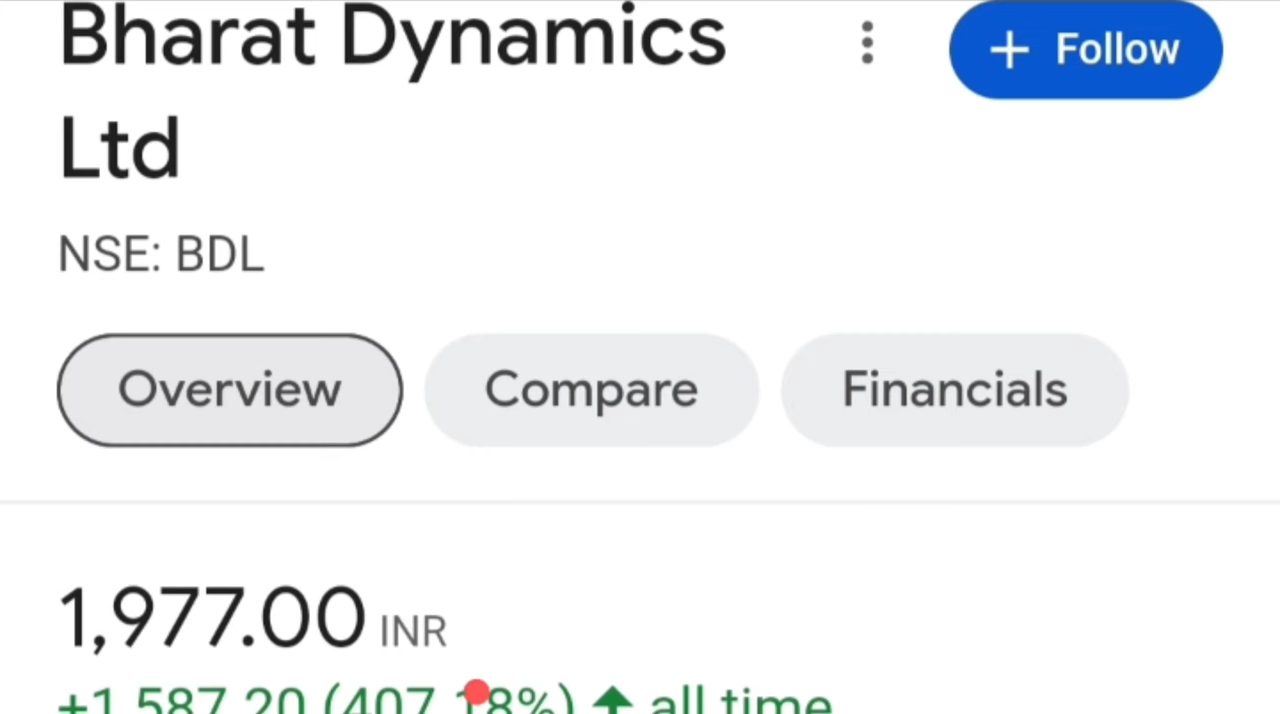 Bharat Dynamics
Ltd
+ Follow
NSE: BDL
Overview
Compare
Financials
1,977.00 INR
+1,587.20 (407.18%) ↑ all time